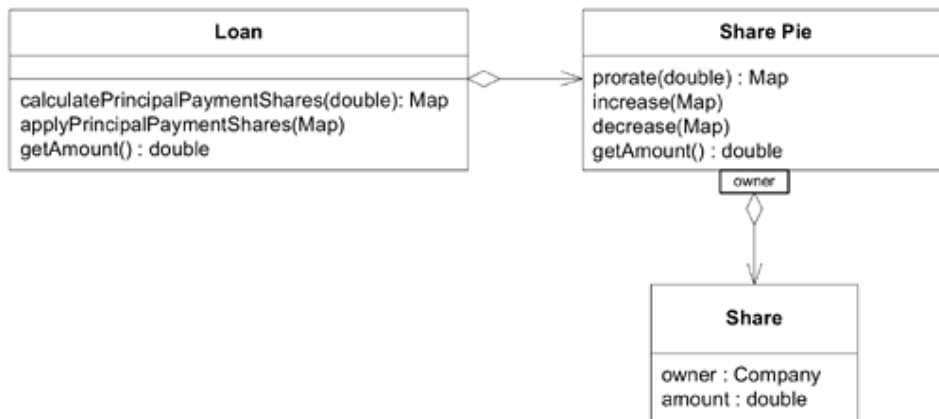 Loan
calculatePrincipalPaymentShares(double): Map
applyPrincipalPaymentShares(Map)
getAmount() : double
Share Pie
prorate(double) : Map
increase(Map)
decrease(Map)
getAmount() : double
owner
Share
owner : Company
amount : double